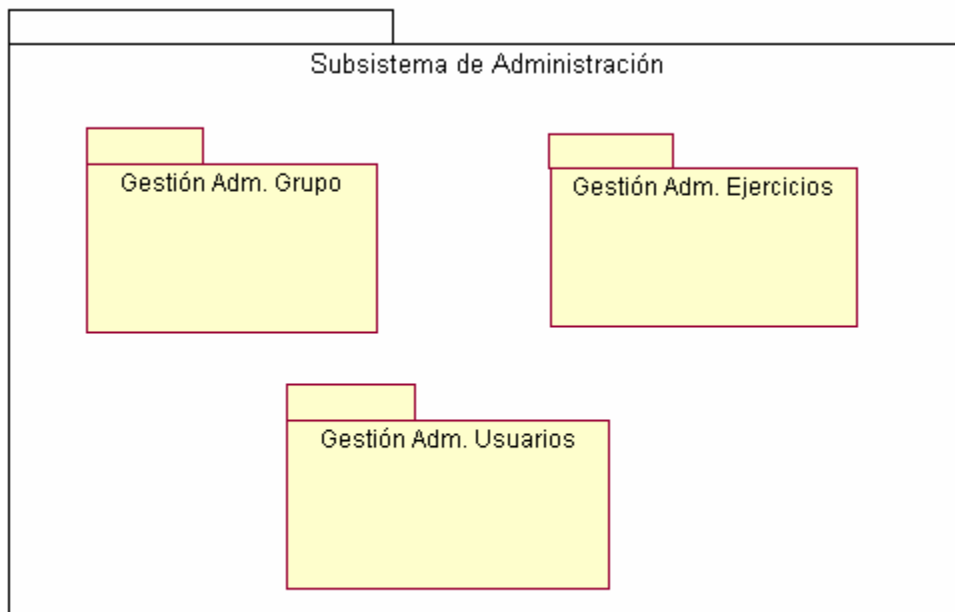 Subsistema de Administración
Gestión Adm. Grupo
Gestión Adm. Ejercicios
Gestión Adm. Usuarios